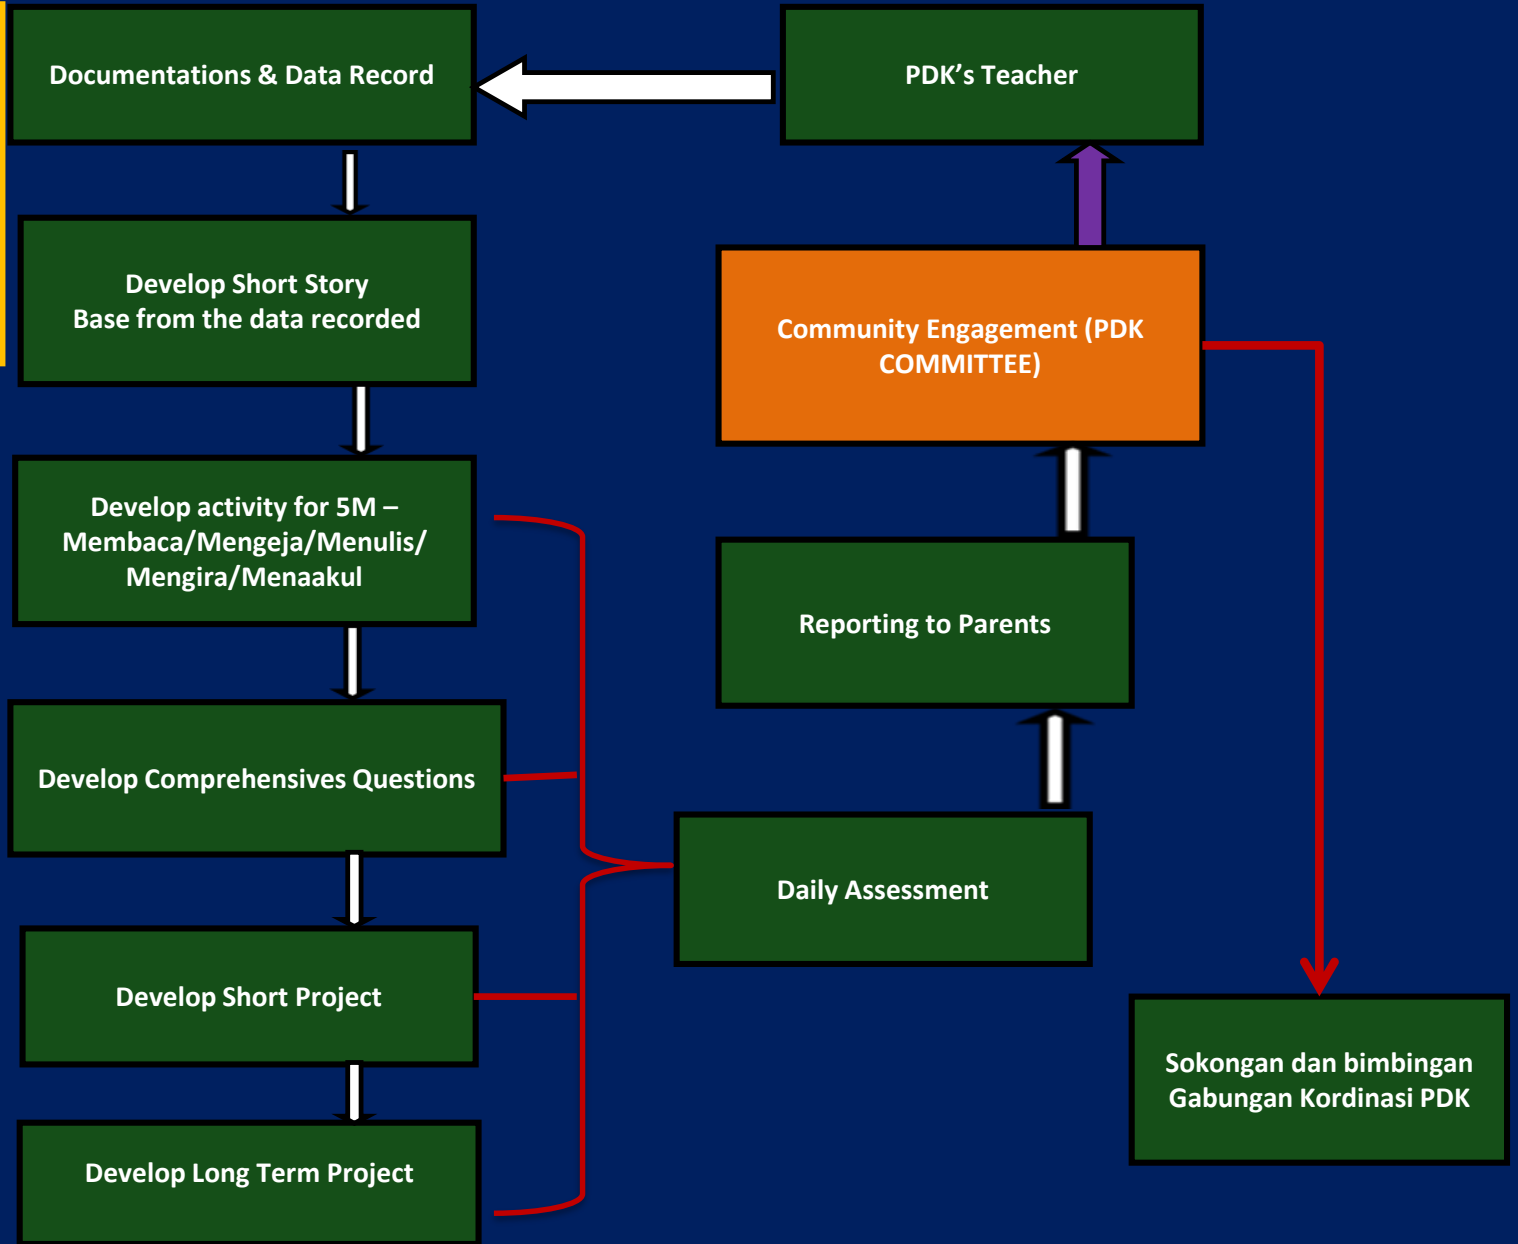 Documentations & Data Record
PDK's Teacher
Develop Short Story
Base from the data recorded
Community Engagement (PDK
COMMITTEE)
Develop activity for 5M –
Membaca/Mengeja/Menulis/
Mengira/Menaakul
Reporting to Parents
Develop Comprehensives Questions
Daily Assessment
Develop Short Project
Sokongan dan bimbingan
Gabungan Kordinasi PDK
Develop Long Term Project